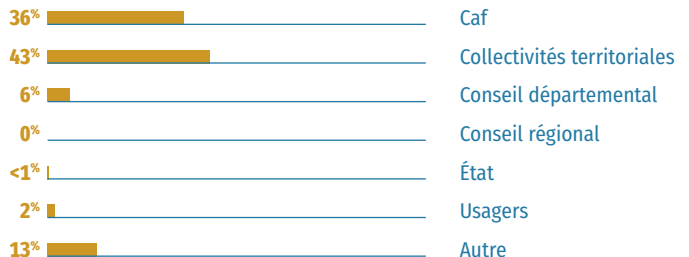 36% Caf
43% Collectivités territoriales
6% Conseil départemental
0% Conseil régional
<1% État
2% Usagers
13% Autre